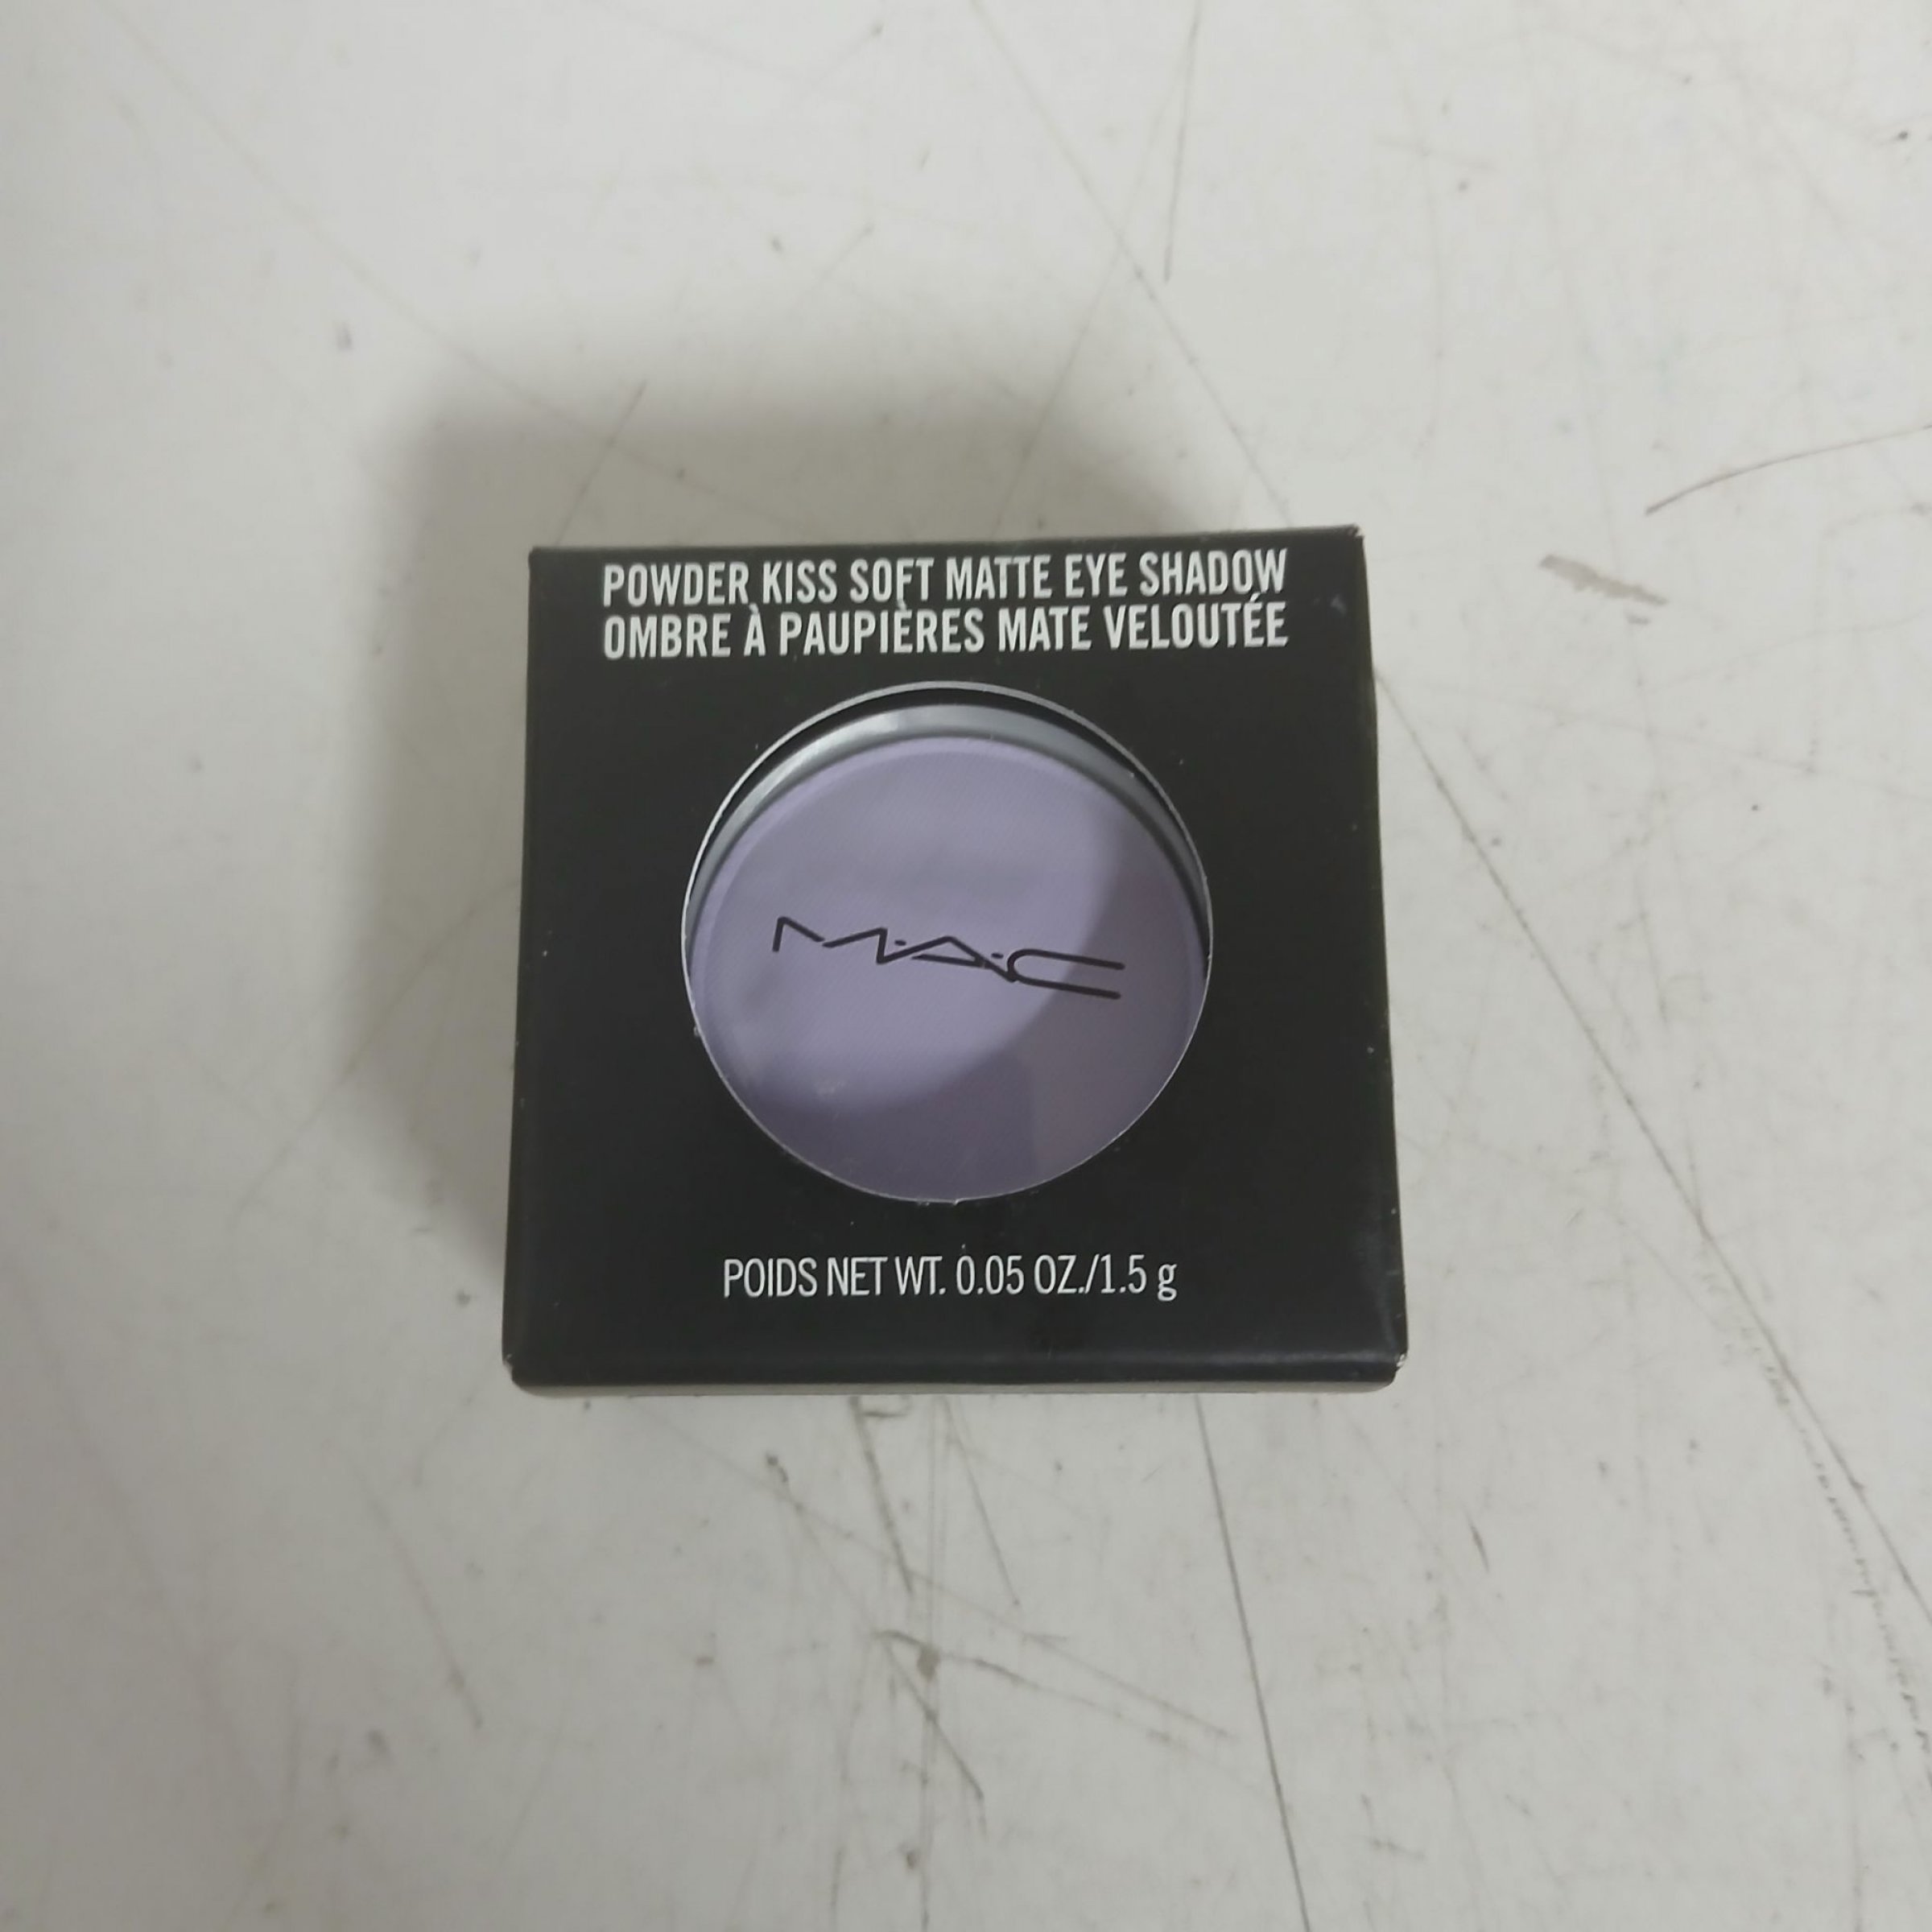 POWDER KISS SOFT MATTE EYE SHADOW
OMBRE À PAUPIÈRES MATE VELOUTÉE
M·A·C
POIDS NET WT. 0.05 OZ./1.5 g